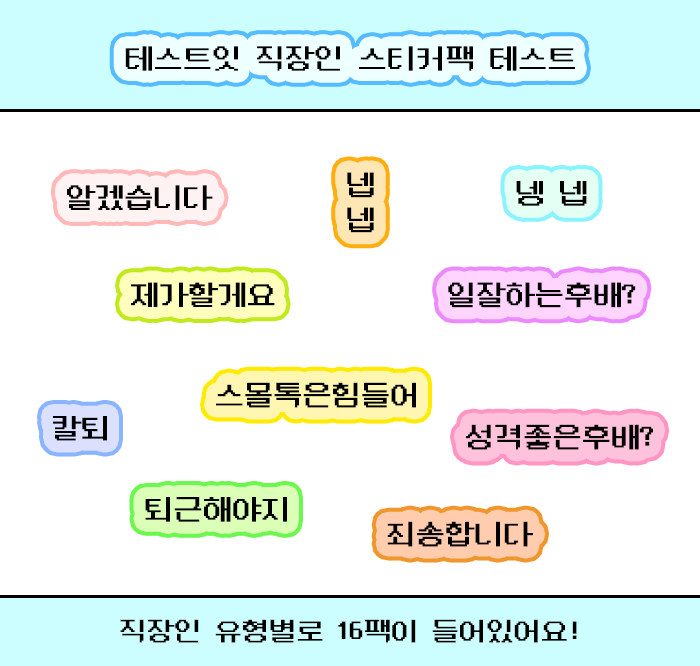 테스트잇 직장인 스티커팩 테스트
알겠습니다
넵
넵
넹 넵
제가할게요
일잘하는후배?
스몰톡은힘들어
칼퇴
성격좋은후배?
퇴근해야지
죄송합니다
직장인 유형별로 16팩이 들어있어요!